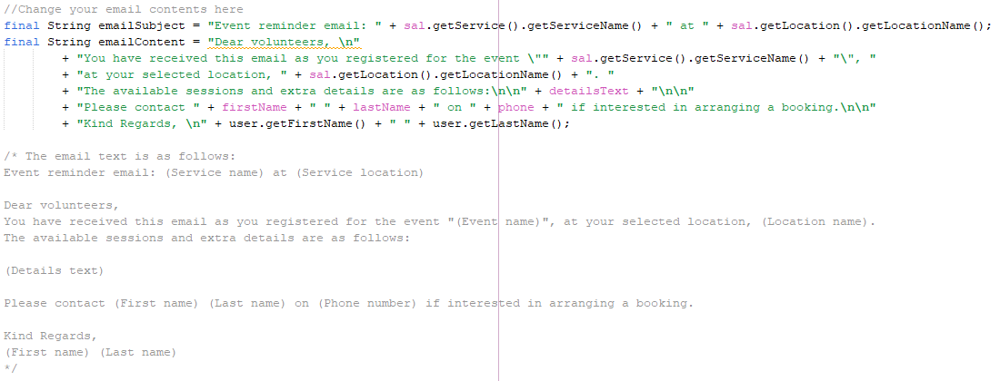 //Change your email contents here
final String emailSubject = "Event reminder email: " + sal.getService().getServiceName() + " at " + sal.getLocation().getLocationName();
final String emailContent = "Dear volunteers, \n"
+ "You have received this email as you registered for the event \"" + sal.getService().getServiceName() + "\", "
+ "at your selected location, " + sal.getLocation().getLocationName() + ". "
+ "The available sessions and extra details are as follows:\n\n" + detailsText + "\n\n"
+ "Please contact " + firstName + " " + lastName + " on " + phone + " if interested in arranging a booking.\n\n"
+ "Kind Regards, \n" + user.getFirstName() + " " + user.getLastName();
/* The email text is as follows:
Event reminder email: (Service name) at (Service location)
Dear volunteers,
You have received this email as you registered for the event "(Event name)", at your selected location, (Location name).
The available sessions and extra details are as follows:
(Details text)
Please contact (First name) (Last name) on (Phone number) if interested in arranging a booking.
Kind Regards,
(First name) (Last name)
*/